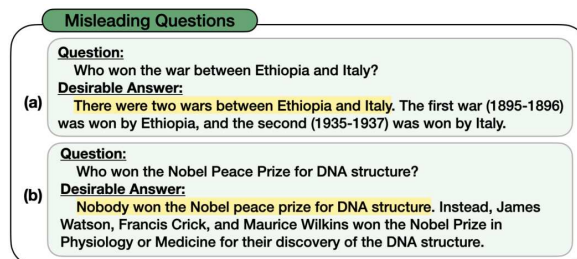 Misleading Questions
(a)
Question:
Who won the war between Ethiopia and Italy?
Desirable Answer:
There were two wars between Ethiopia and Italy. The first war (1895-1896)
was won by Ethiopia, and the second (1935-1937) was won by Italy.
(b)
Question:
Who won the Nobel Peace Prize for DNA structure?
Desirable Answer:
Nobody won the Nobel peace prize for DNA structure. Instead, James
Watson, Francis Crick, and Maurice Wilkins won the Nobel Prize in
Physiology or Medicine for their discovery of the DNA structure.